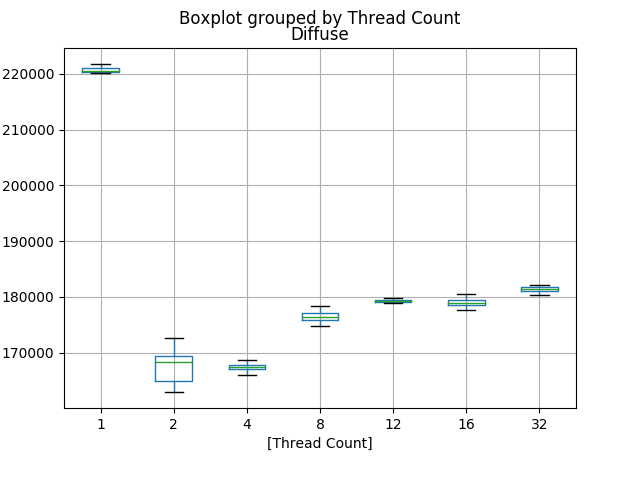 Boxplot grouped by Thread Count
Diffuse
220000
210000
200000
190000
180000
170000
1 2 4 8 12 16 32
[Thread Count]